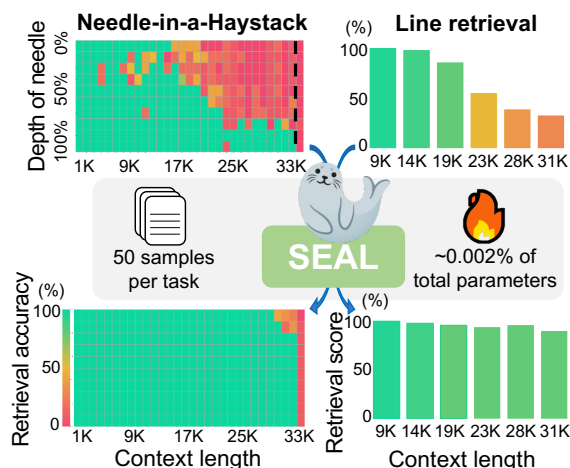 Needle-in-a-Haystack
Line retrieval
Depth of needle
0%
50%
100%
1K 9K 17K 25K 33K
(%)
100
50
0
9K 14K 19K 23K 28K 31K
50 samples
per task
SEAL
~0.002% of
total parameters
Retrieval accuracy
(%)
100
50
0
1K 9K 17K 25K 33K
Context length
Retrieval score
(%)
100
50
0
9K 14K 19K 23K 28K 31K
Context length